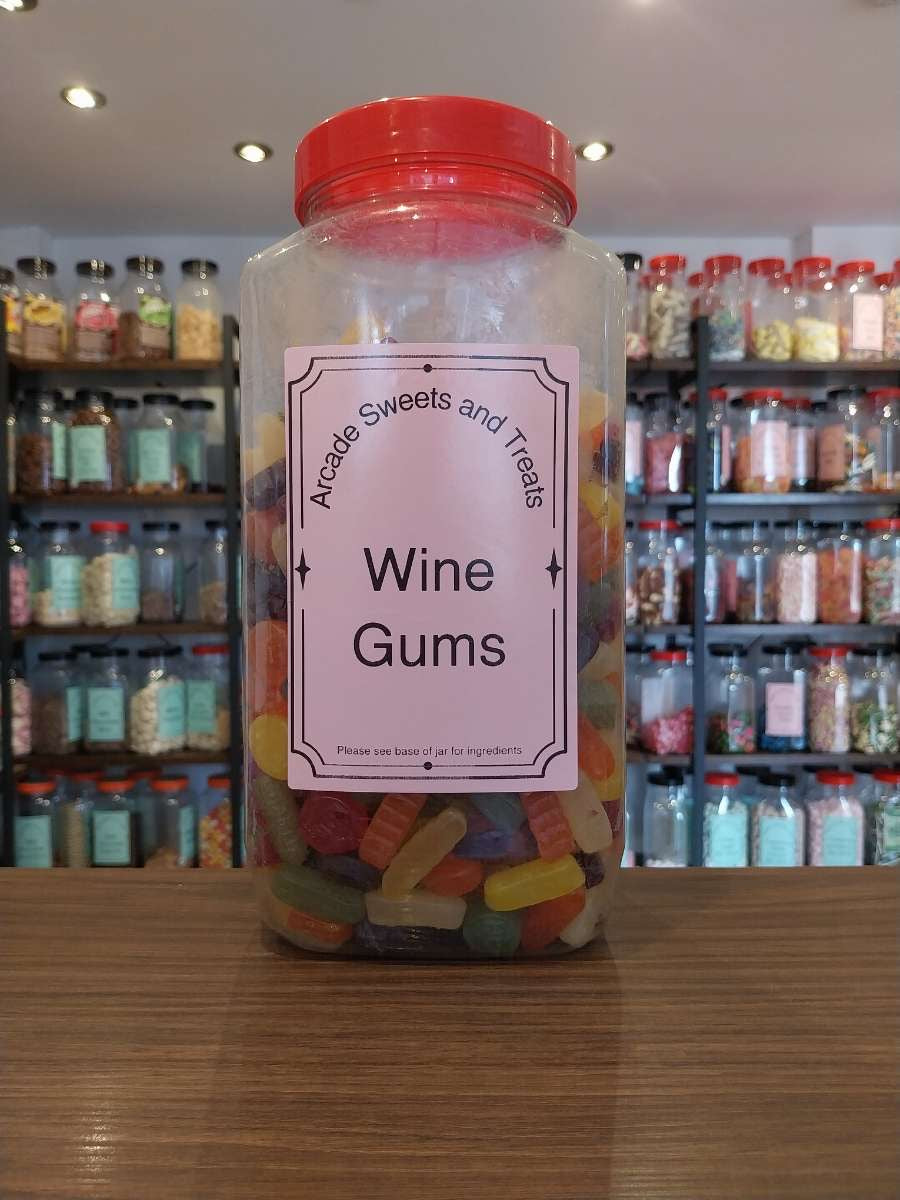 Arcade Sweets and Treats
Wine
Gums
Please see base of jar for ingredients